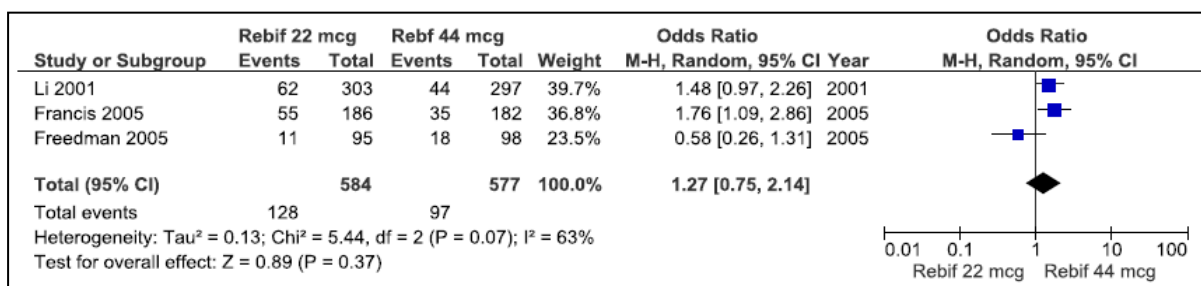 Rebif 22 mcg Rebf 44 mcg Odds Ratio Odds Ratio
Study or Subgroup Events Total Events Total Weight M-H, Random, 95% CI Year M-H, Random, 95% CI
Li 2001 62 303 44 297 39.7% 1.48 [0.97, 2.26] 2001
Francis 2005 55 186 35 182 36.8% 1.76 [1.09, 2.86] 2005
Freedman 2005 11 95 18 98 23.5% 0.58 [0.26, 1.31] 2005
Total (95% CI) 584 577 100.0% 1.27 [0.75, 2.14]
Total events 128 97
Heterogeneity: Tau² = 0.13; Chi² = 5.44, df = 2 (P = 0.07); I² = 63%
Test for overall effect: Z = 0.89 (P = 0.37)
0.01 0.1 1 10 100
Rebif 22 mcg Rebif 44 mcg